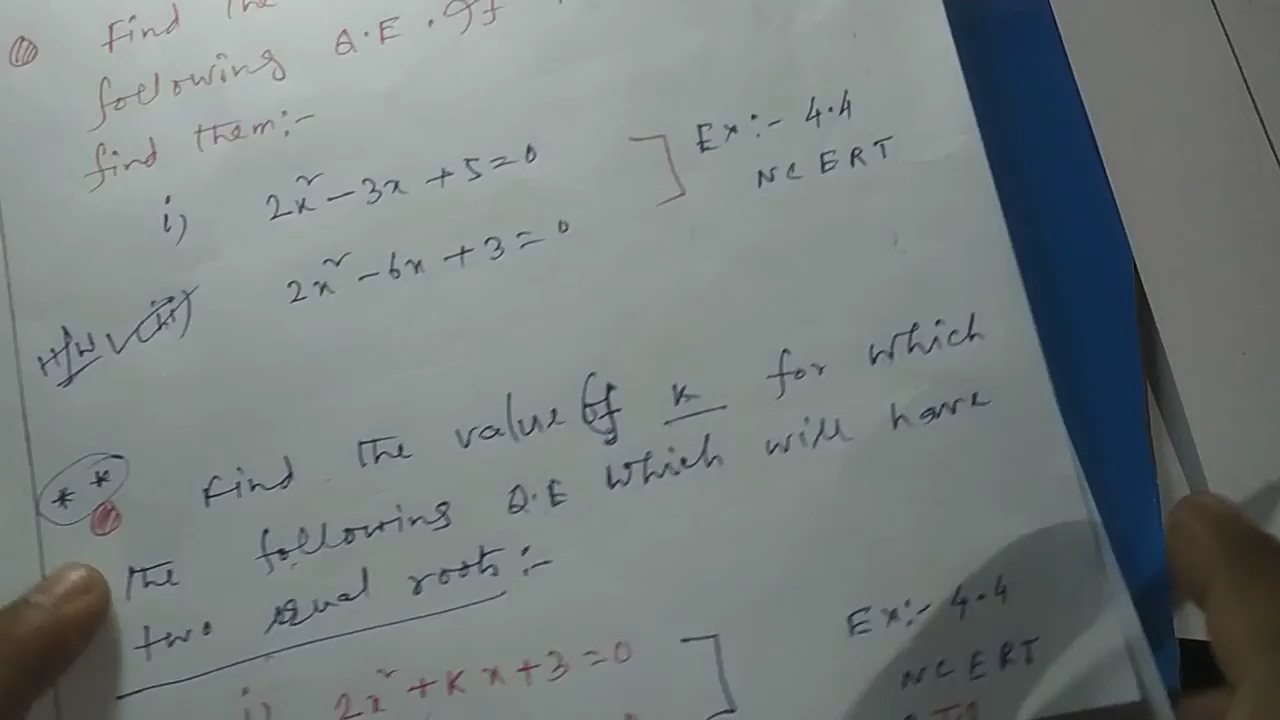 Find the
following Q.E. If
find them:-
i) 2x² - 3x + 5 = 0
Ex:- 4.4
NCERT
H/W ✓ ii) 2x² - 6x + 3 = 0
** Find the value of k for which
the following Q.E which will have
two equal roots:-
i) 2x² + kx + 3 = 0
Ex:- 4.4
NCERT